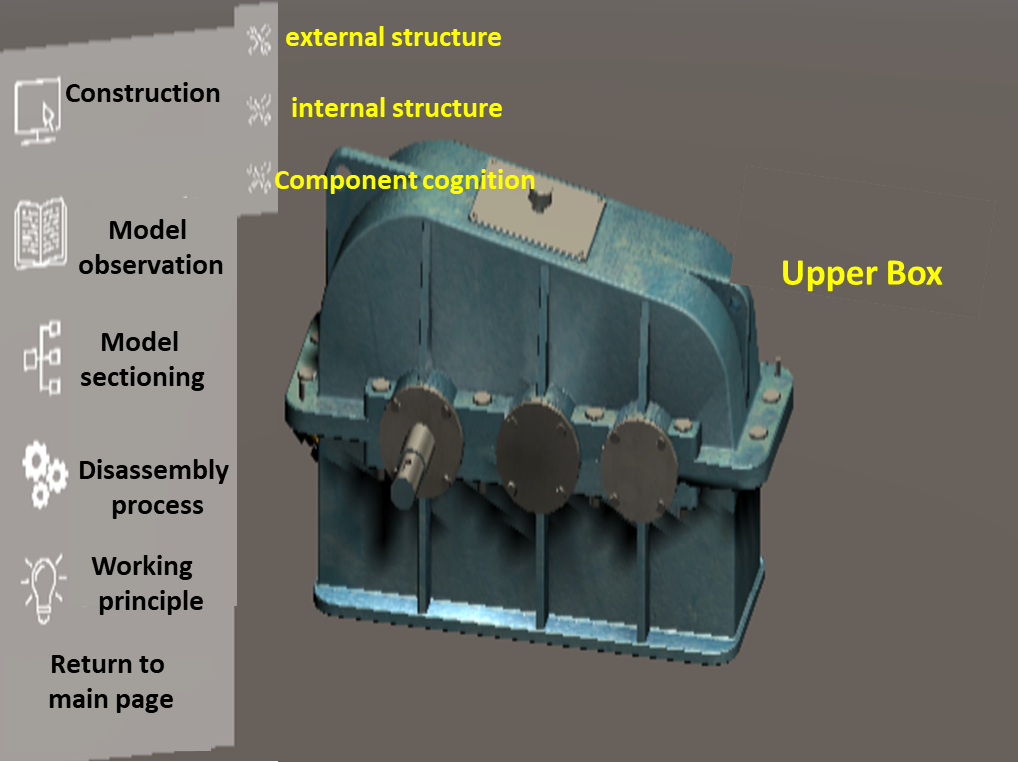 external structure
Construction
internal structure
Component cognition
Model
observation
Upper Box
Model
sectioning
Disassembly
process
Working
principle
Return to
main page